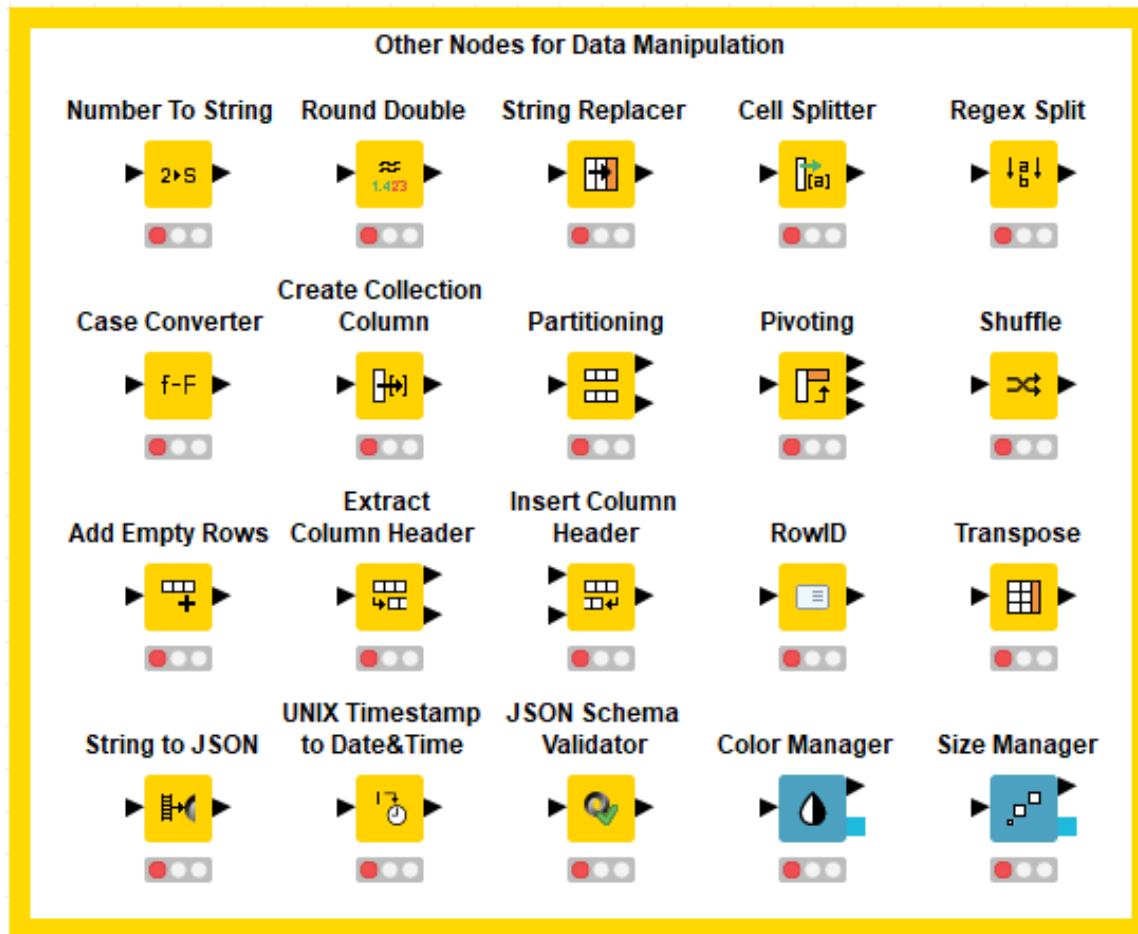 Other Nodes for Data Manipulation
Number To String
Round Double
String Replacer
Cell Splitter
Regex Split
2▸S
≈
1.423
[a]
a
b
Case Converter
Create Collection
Column
Partitioning
Pivoting
Shuffle
f-F
[+]
Add Empty Rows
Extract
Column Header
Insert Column
Header
RowID
Transpose
String to JSON
UNIX Timestamp
to Date&Time
JSON Schema
Validator
Color Manager
Size Manager